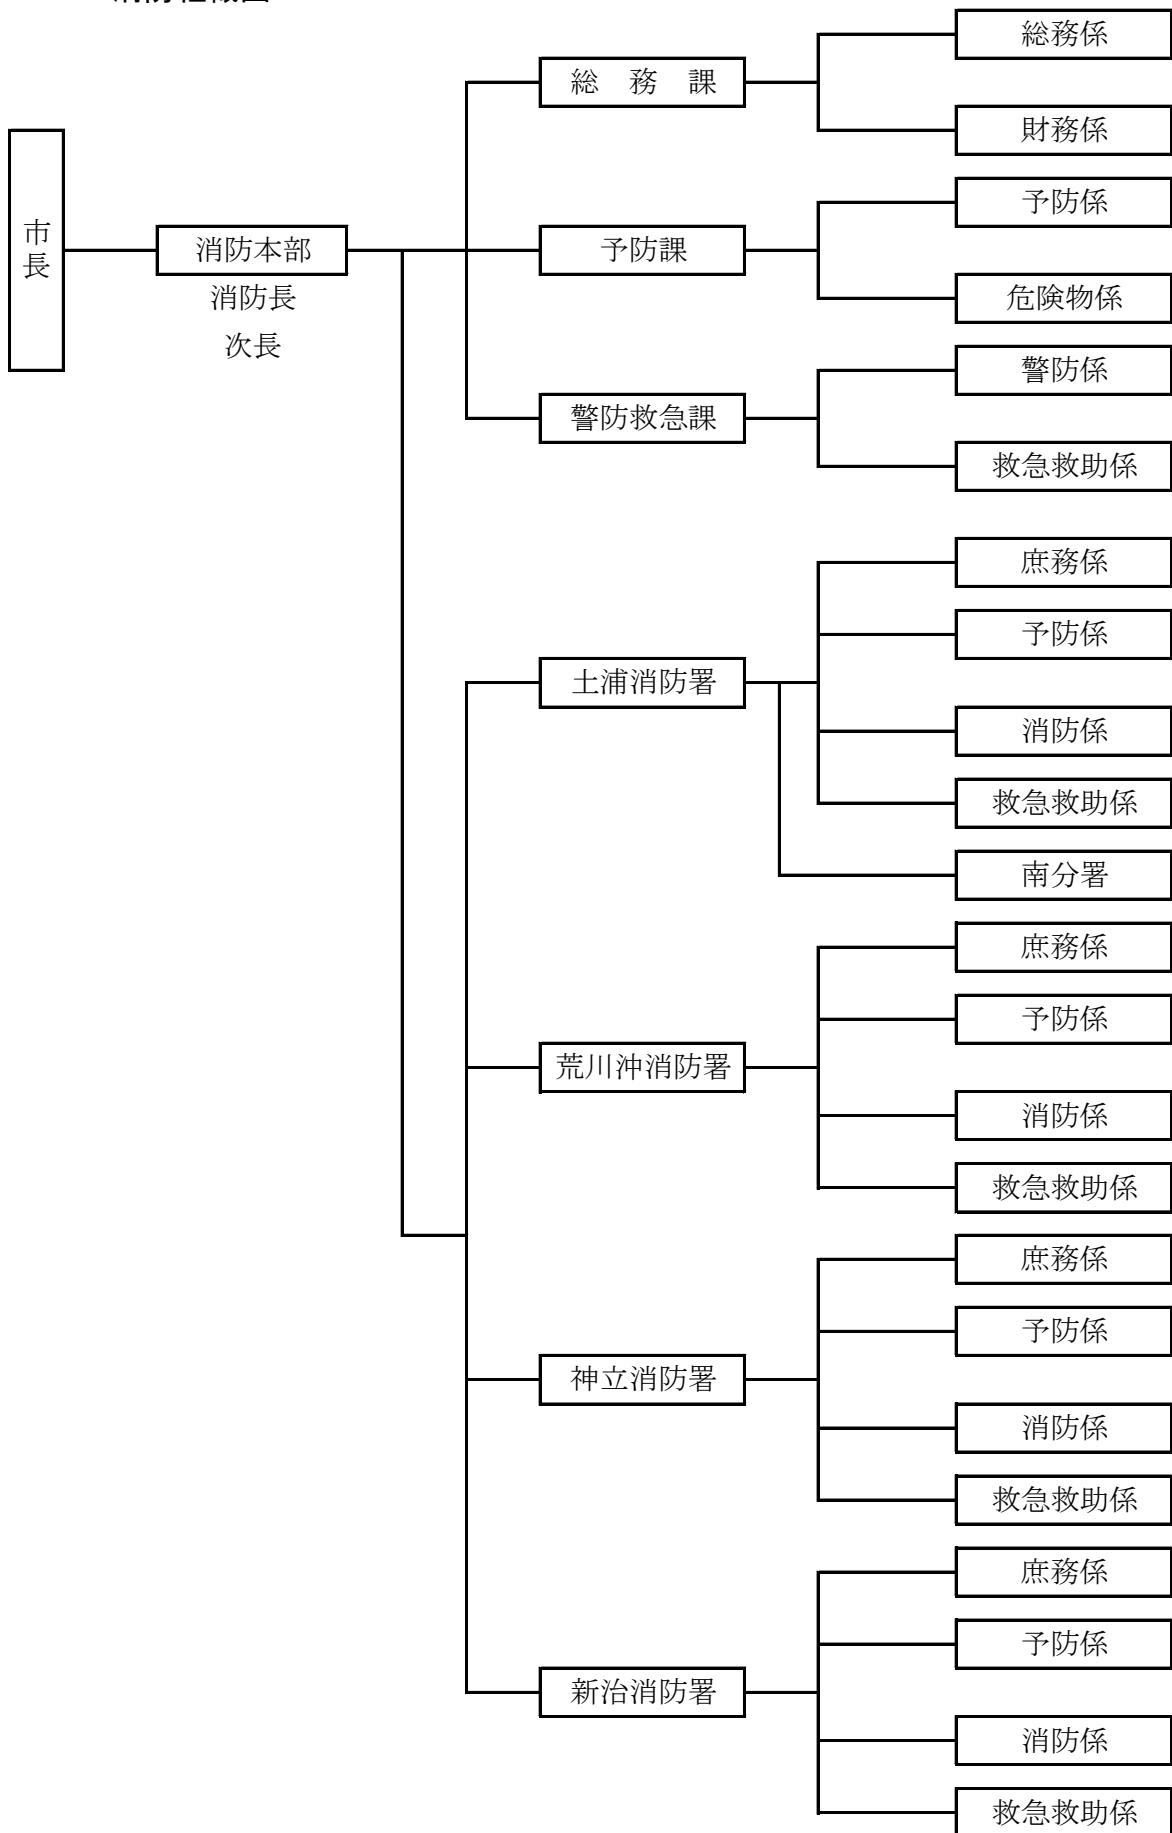 総務係
総　務　課
財務係
市長
予防係
消防本部
予防課
消防長
危険物係
次長
警防係
警防救急課
救急救助係
庶務係
予防係
土浦消防署
消防係
救急救助係
南分署
庶務係
予防係
荒川沖消防署
消防係
救急救助係
庶務係
予防係
神立消防署
消防係
救急救助係
庶務係
予防係
新治消防署
消防係
救急救助係